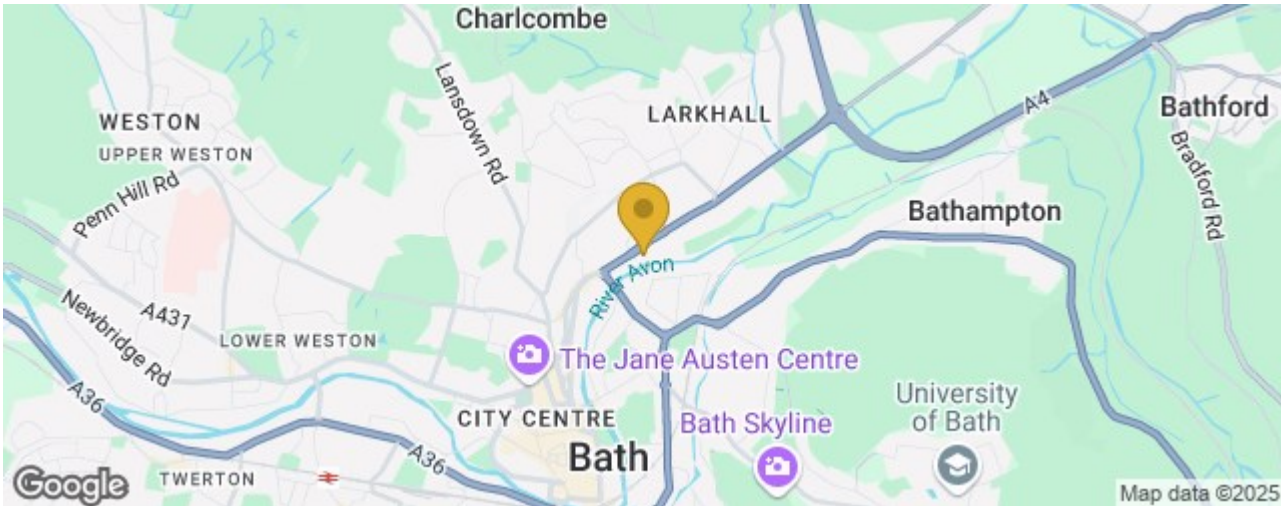 Charlcombe
Lansdown Rd
LARKHALL
A4
Bathford
WESTON
UPPER WESTON
Penn Hill Rd
Bradford Rd
Bathampton
River Avon
A431
Newbridge Rd
LOWER WESTON
The Jane Austen Centre
University
of Bath
A36
CITY CENTRE
Bath Skyline
A36
Bath
TWERTON
Google
Map data ©2025